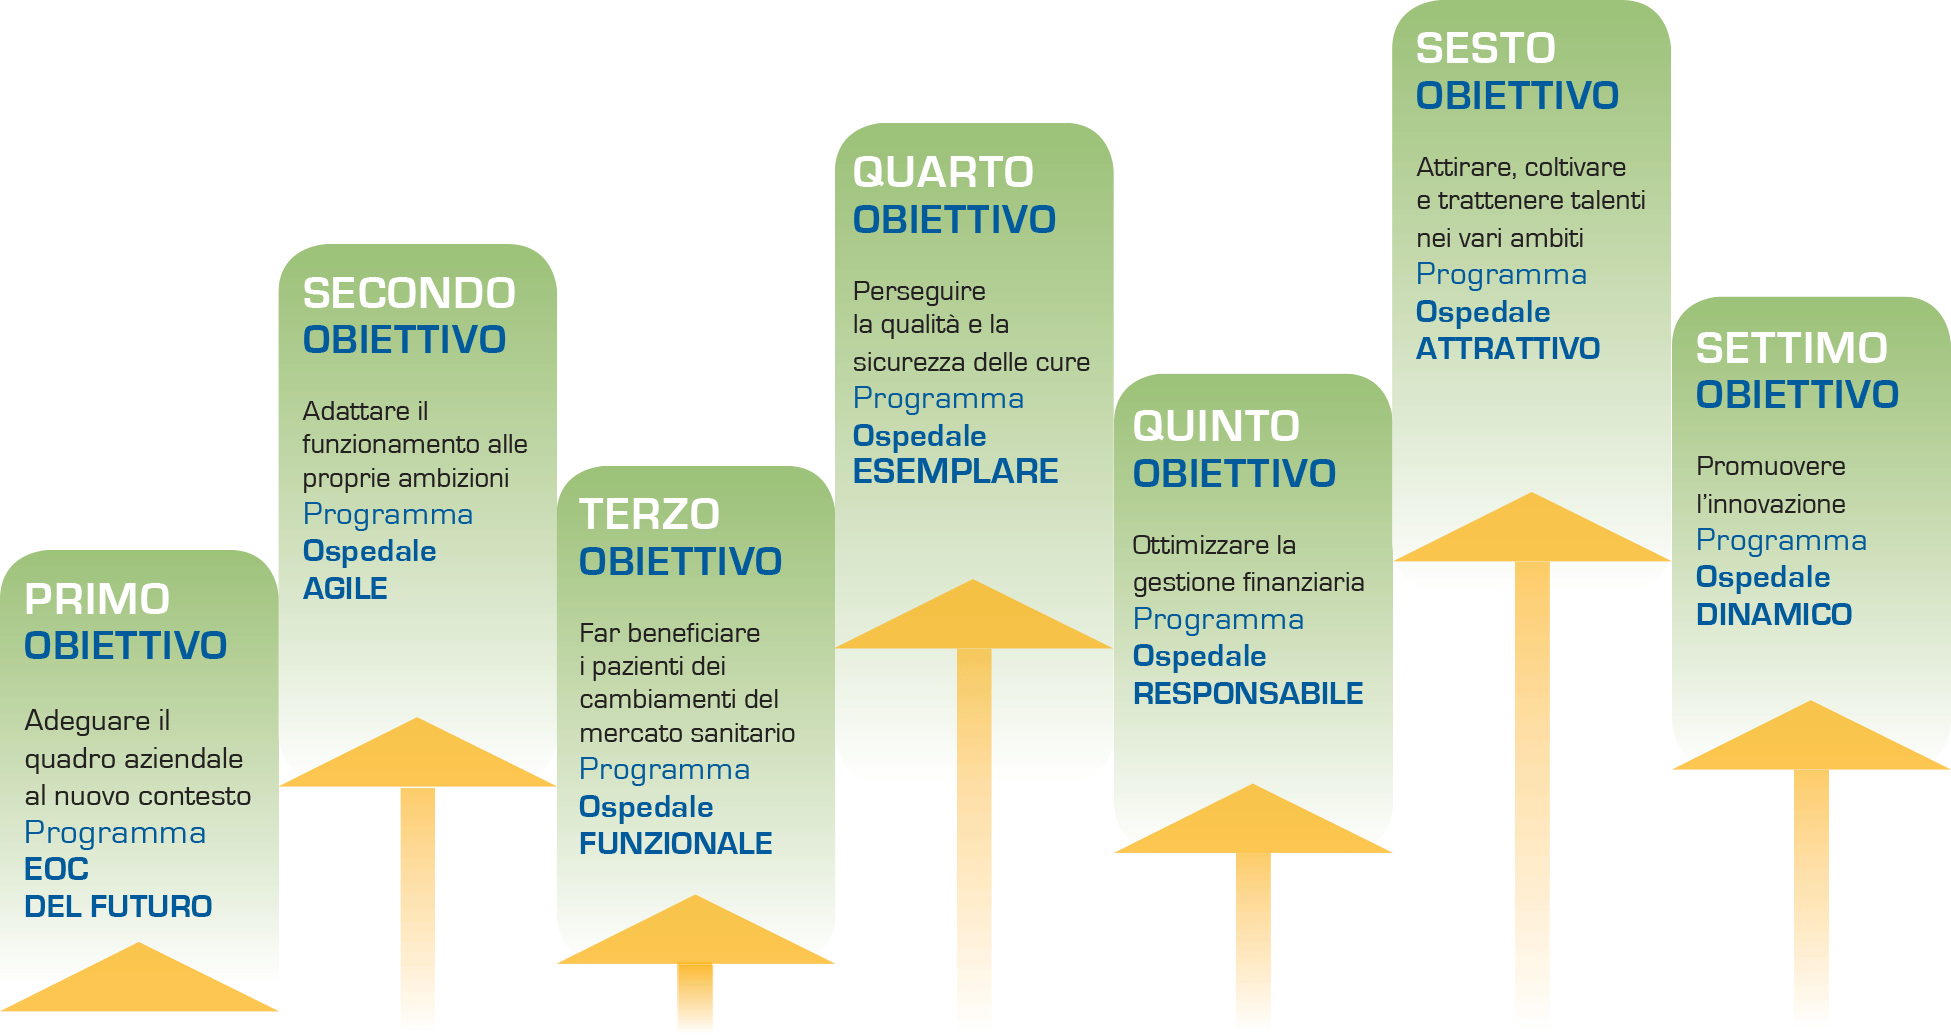 PRIMO
OBIETTIVO
Adeguare il
quadro aziendale
al nuovo contesto
Programma
EOC
DEL FUTURO
SECONDO
OBIETTIVO
Adattare il
funzionamento alle
proprie ambizioni
Programma
Ospedale
AGILE
TERZO
OBIETTIVO
Far beneficiare
i pazienti dei
cambiamenti del
mercato sanitario
Programma
Ospedale
FUNZIONALE
QUARTO
OBIETTIVO
Perseguire
la qualità e la
sicurezza delle cure
Programma
Ospedale
ESEMPLARE
QUINTO
OBIETTIVO
Ottimizzare la
gestione finanziaria
Programma
Ospedale
RESPONSABILE
SESTO
OBIETTIVO
Attirare, coltivare
e trattenere talenti
nei vari ambiti
Programma
Ospedale
ATTRATTIVO
SETTIMO
OBIETTIVO
Promuovere
l’innovazione
Programma
Ospedale
DINAMICO